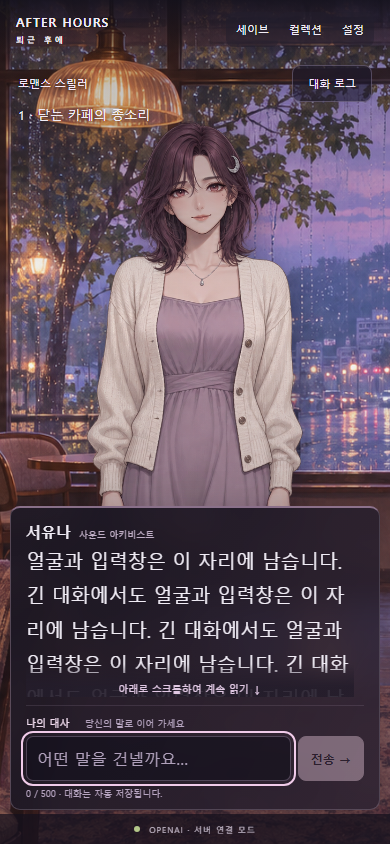 AFTER HOURS
퇴근 후에
세이브 컬렉션 설정
로맨스 스릴러
대화 로그
1 · 닫는 카페의 종소리
서유나 사운드 아키비스트
얼굴과 입력창은 이 자리에 남습니다.
긴 대화에서도 얼굴과 입력창은 이 자
리에 남습니다. 긴 대화에서도 얼굴과
입력창은 이 자리에 남습니다. 긴 대화
아래로 스크롤하여 계속 읽기 ↓
나의 대사 당신의 말로 이어 가세요
어떤 말을 건넬까요...
전송 →
0 / 500 · 대화는 자동 저장됩니다.
OPENAI · 서버 연결 모드